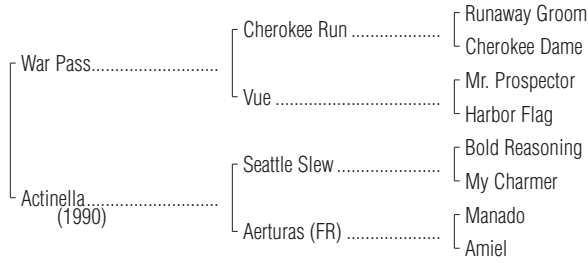 Runaway Groom
Cherokee Run ....................
Cherokee Dame
War Pass.............................
Mr. Prospector
Vue .....................................
Harbor Flag
Bold Reasoning
Seattle Slew .......................
My Charmer
Actinella..............................
(1990)
Manado
Aerturas (FR) .....................
Amiel